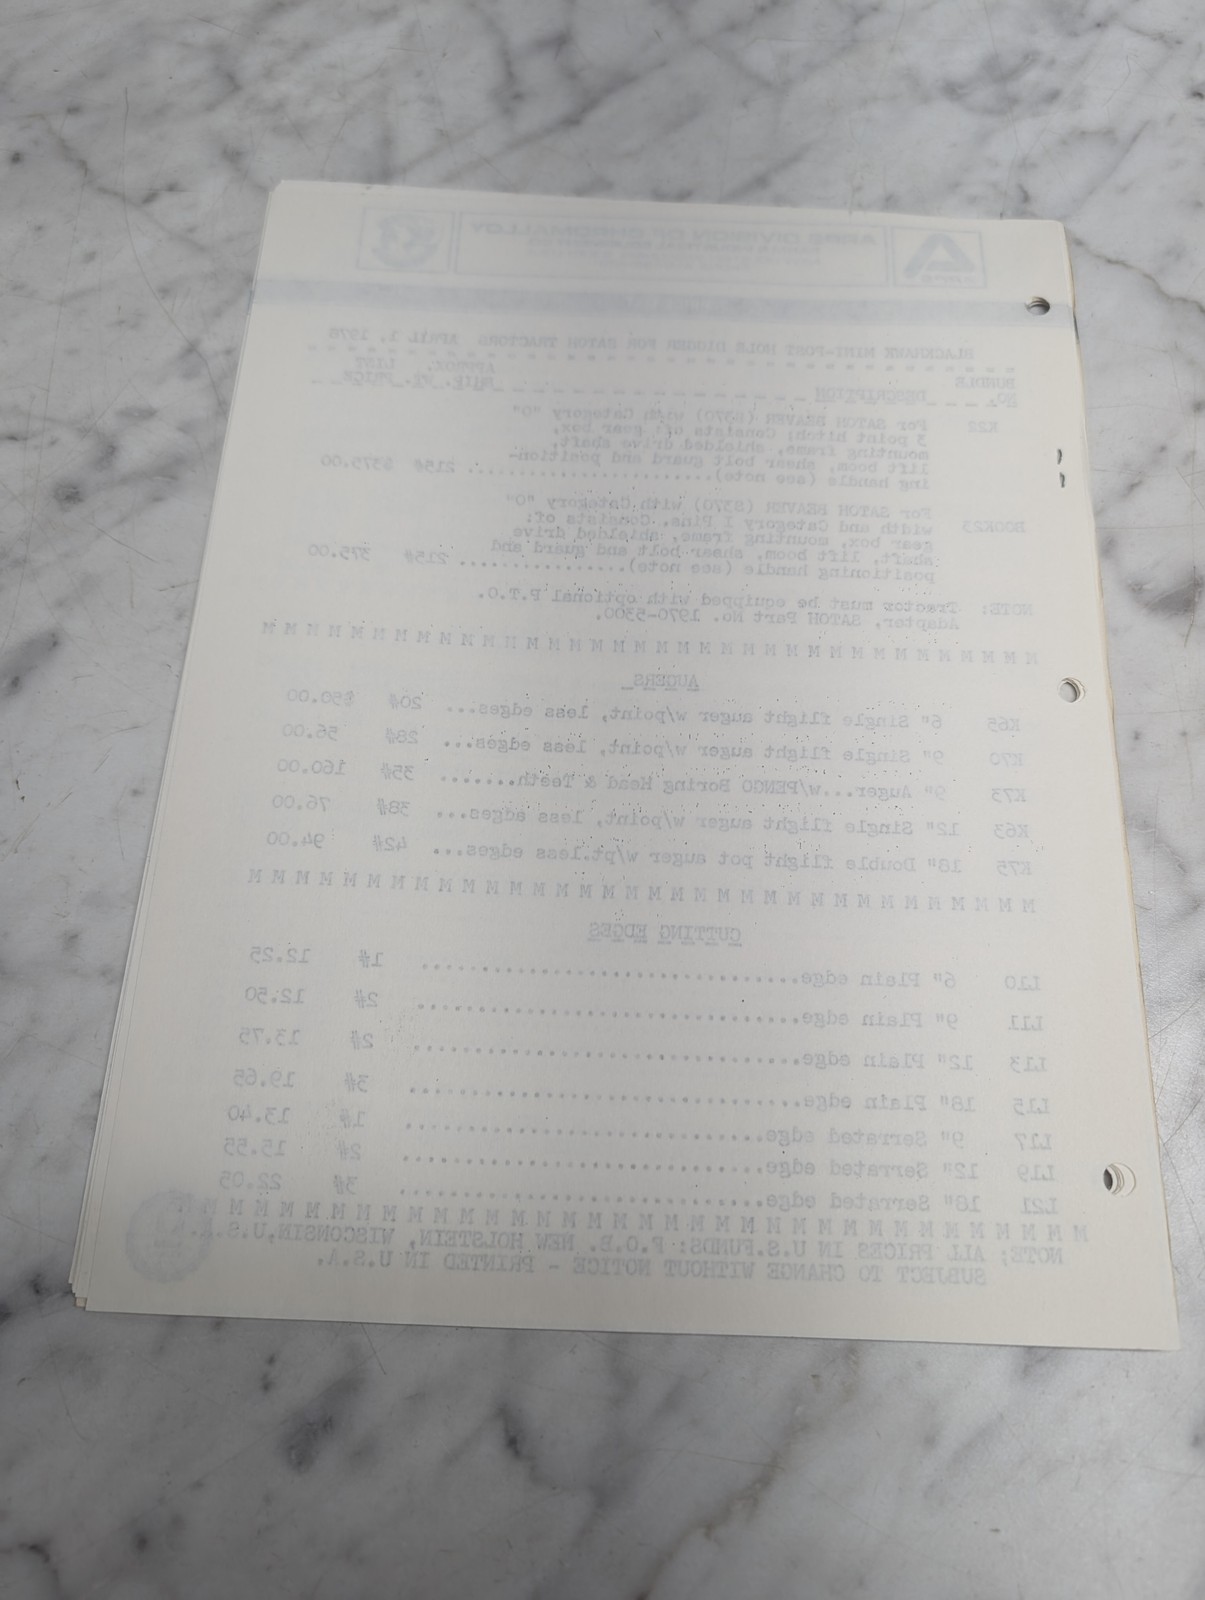 ARPS DIVISION OF CHROMALLOY
BLACKHAWK MINI-POST HOLE DIGGER FOR SATOH TRACTORS APRIL 1, 1976
BUNDLE NO. DESCRIPTION APPROX. WT. LIST PRICE
K22 For SATOH BEAVER (S370) with Category "0"
3 point hitch: Consists of: gear box,
mounting frame, shielded drive shaft,
lift boom, shear bolt guard and position-
ing handle (see note)........................ 215# $375.00
For SATOH BEAVER (S370) with Category "0"
width and Category I Pins. Consists of:
gear box, mounting frame, shielded drive
shaft, lift boom, shear bolt and guard and
positioning handle (see note)................ 215# 375.00
NOTE: Tractor must be equipped with optional P.T.O.
Adapter, SATOH Part No. 1970-5300.
M M M M M M M M M M M M M M M M M M M M M M M M M M M M M M M M M M M M
AUGERS
K65 6" Single flight auger w/point, less edges... 20# $50.00
K70 9" Single flight auger w/point, less edges... 28# 56.00
K73 9" Auger...w/PENGO Boring Head & Teeth....... 35# 160.00
K63 12" Single flight auger w/point, less edges... 38# 76.00
K75 18" Double flight pot auger w/pt.less edges... 42# 94.00
M M M M M M M M M M M M M M M M M M M M M M M M M M M M M M M M M M
CUTTING EDGES
L10 6" Plain edge................................ 1# 12.25
L11 9" Plain edge................................ 2# 12.50
L13 12" Plain edge................................ 2# 13.75
L15 18" Plain edge................................ 3# 19.65
L17 9" Serrated edge............................. 1# 13.40
L19 12" Serrated edge............................. 2# 15.55
L21 18" Serrated edge............................. 3# 22.05
M M M M M M M M M M M M M M M M M M M M M M M M M M M M M M M M M M M M
NOTE; ALL PRICES IN U.S.FUNDS: F.O.B. NEW HOLSTEIN, WISCONSIN,U.S.A.
SUBJECT TO CHANGE WITHOUT NOTICE - PRINTED IN U.S.A.